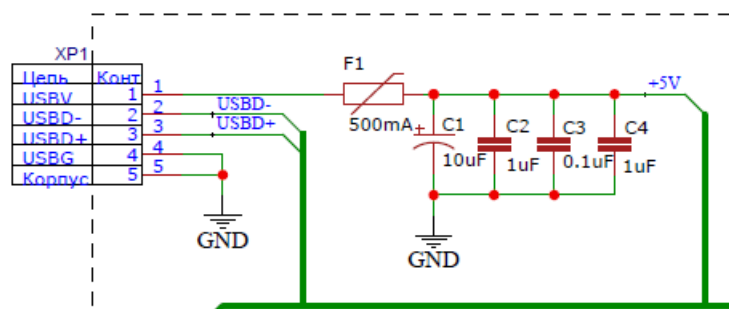 XP1
Цепь Конт
USBV 1 1
USBD- 2 2 USBD-
USBD+ 3 3 USBD+
USBG 4 4
Корпус 5 5
GND
F1
500mA
+
C1
10uF
C2
1uF
C3
0.1uF
C4
1uF
+5V
GND